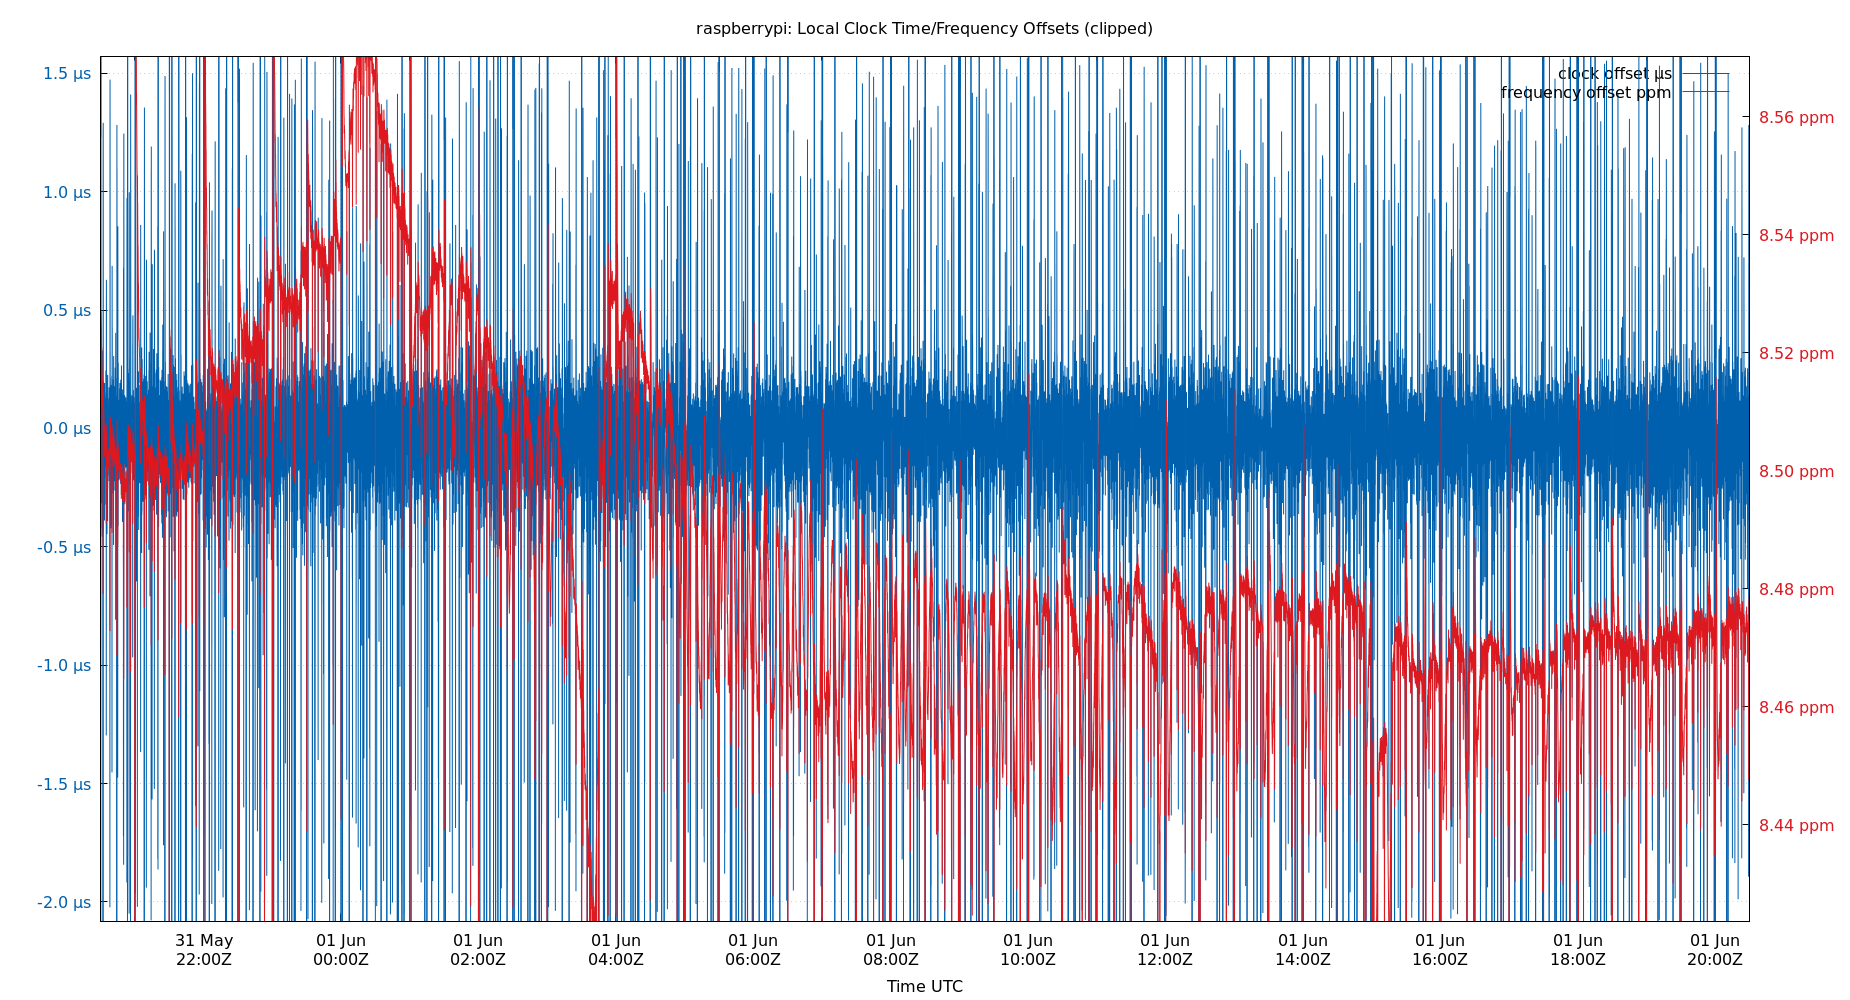 raspberrypi: Local Clock Time/Frequency Offsets (clipped)
clock offset µs
frequency offset ppm
1.5 µs
1.0 µs
0.5 µs
0.0 µs
-0.5 µs
-1.0 µs
-1.5 µs
-2.0 µs
8.56 ppm
8.54 ppm
8.52 ppm
8.50 ppm
8.48 ppm
8.46 ppm
8.44 ppm
31 May 01 Jun 01 Jun 01 Jun 01 Jun 01 Jun 01 Jun 01 Jun 01 Jun 01 Jun 01 Jun 01 Jun
22:00Z 00:00Z 02:00Z 04:00Z 06:00Z 08:00Z 10:00Z 12:00Z 14:00Z 16:00Z 18:00Z 20:00Z
Time UTC